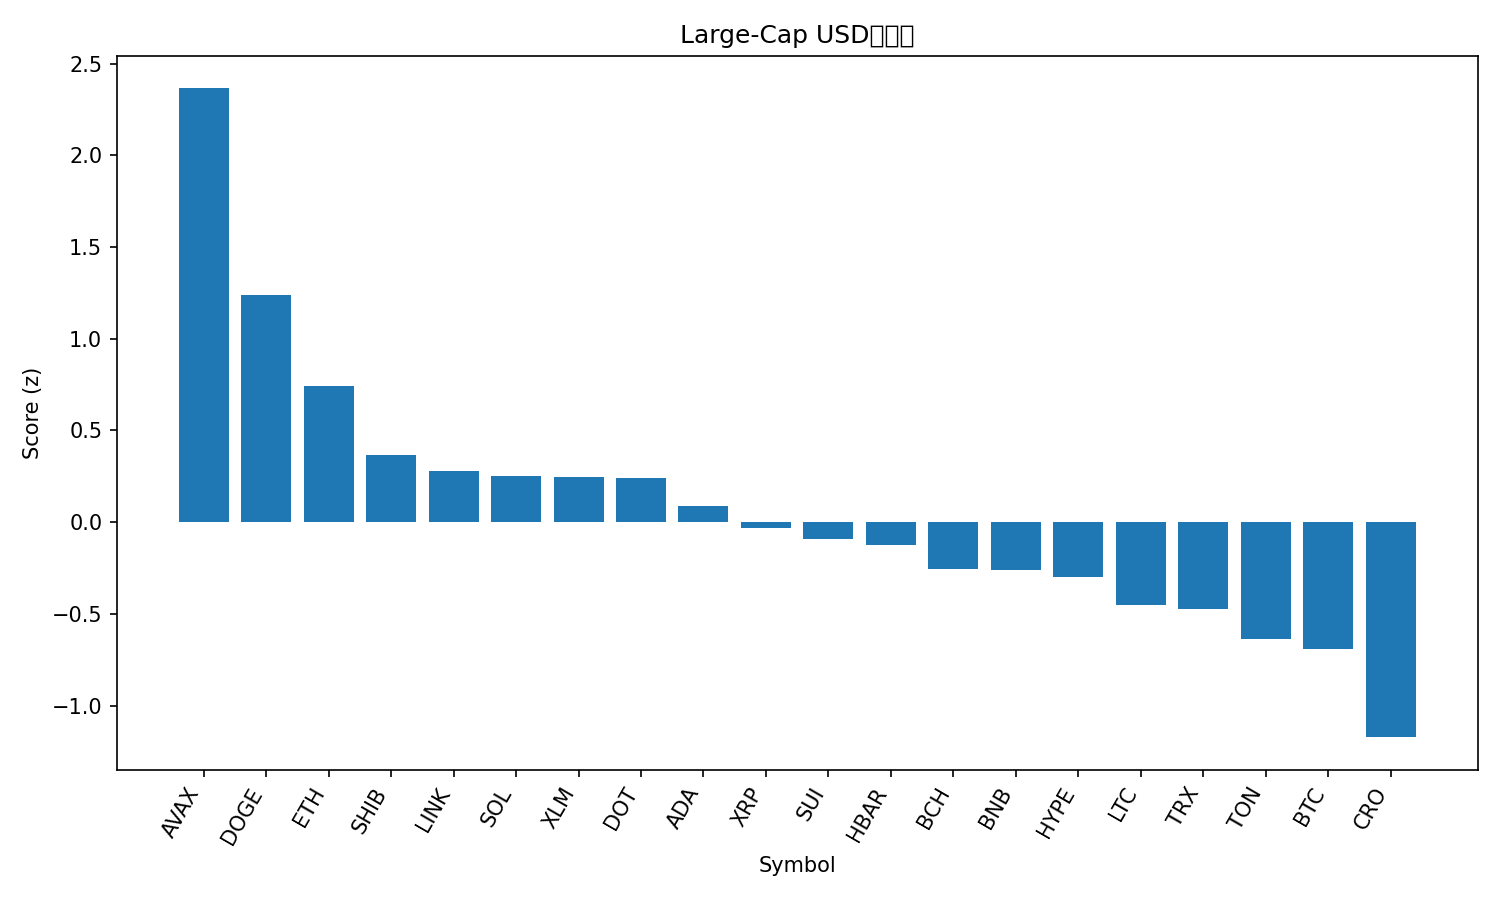 Large-Cap USD
2.5
2.0
1.5
1.0
0.5
0.0
−0.5
−1.0
Score (z)
AVAX
DOGE
ETH
SHIB
LINK
SOL
XLM
DOT
ADA
XRP
SUI
HBAR
BCH
BNB
HYPE
LTC
TRX
TON
BTC
CRO
Symbol